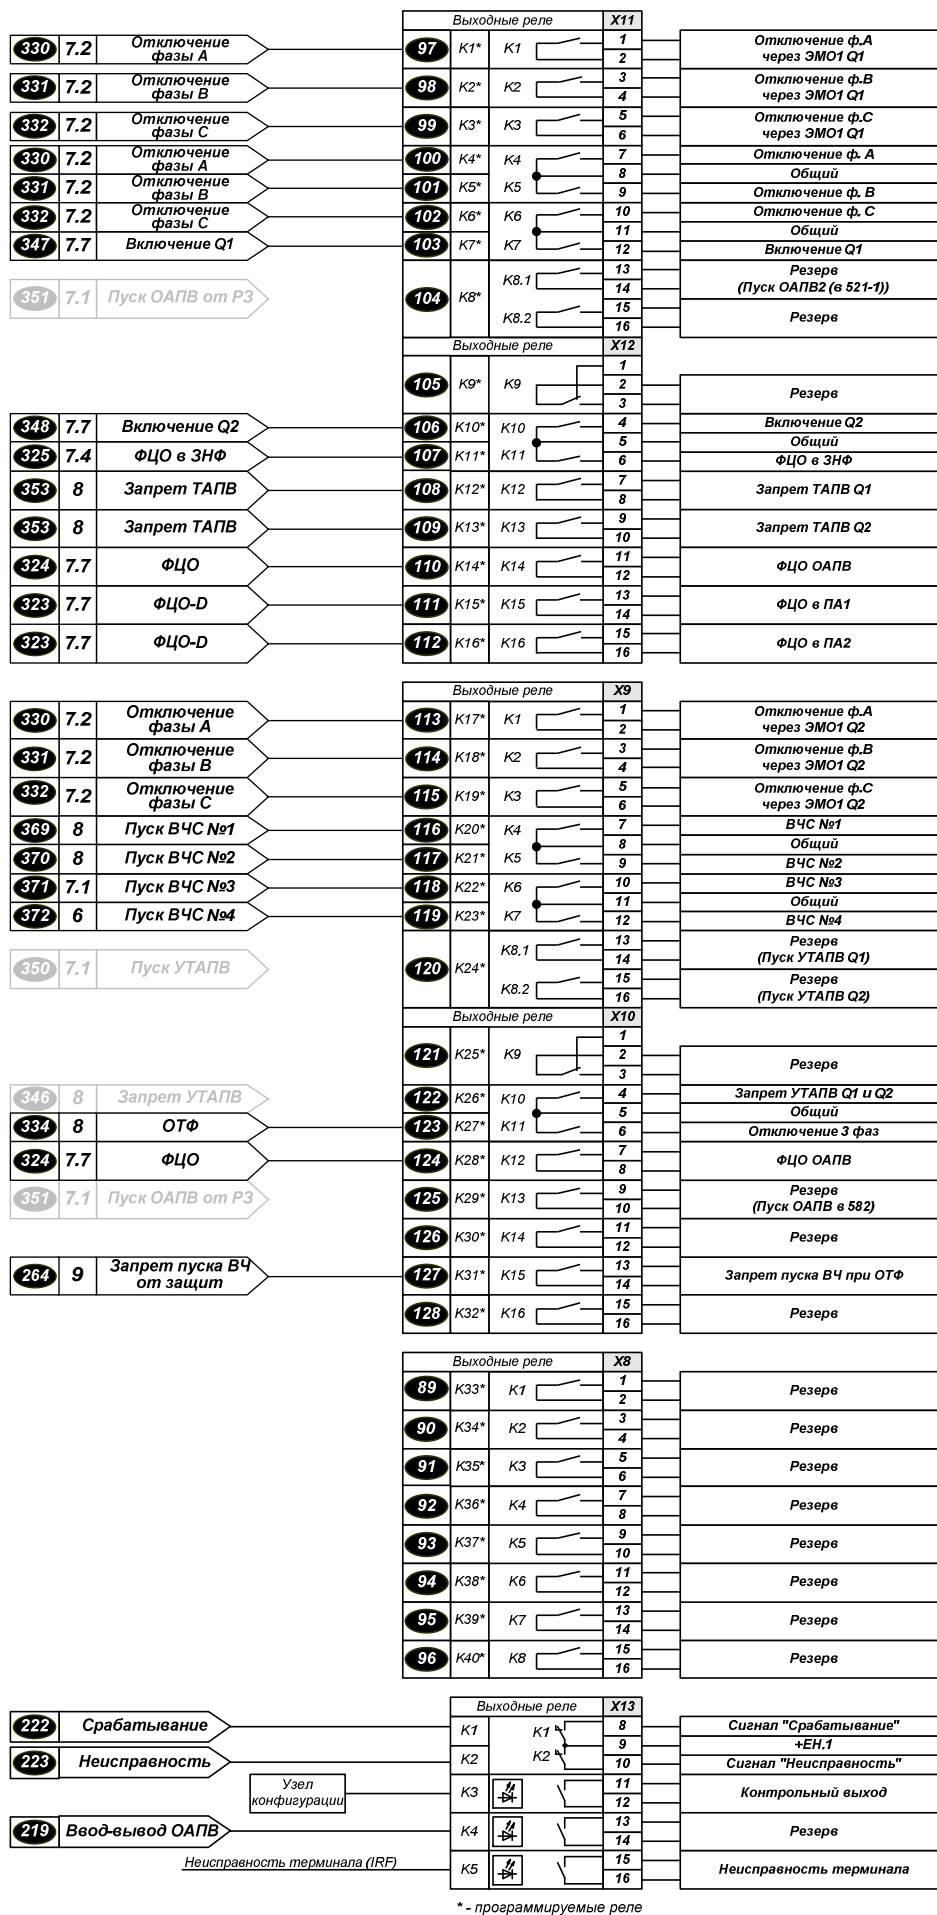 Выходные реле X11
330 7.2 Отключение фазы A 97 K1* K1 1 2 Отключение ф.A через ЭМО1 Q1
331 7.2 Отключение фазы B 98 K2* K2 3 4 Отключение ф.B через ЭМО1 Q1
332 7.2 Отключение фазы C 99 K3* K3 5 6 Отключение ф.C через ЭМО1 Q1
330 7.2 Отключение фазы A 100 K4* K4 7 Отключение ф. A
8 Общий
331 7.2 Отключение фазы B 101 K5* K5 9 Отключение ф. B
332 7.2 Отключение фазы C 102 K6* K6 10 Отключение ф. C
11 Общий
347 7.7 Включение Q1 103 K7* K7 12 Включение Q1
351 7.1 Пуск ОАПВ от РЗ 104 K8* K8.1 13 14 Резерв (Пуск ОАПВ2 (в 521-1))
K8.2 15 16 Резерв
Выходные реле X12
105 K9* K9 1 2 3 Резерв
348 7.7 Включение Q2 106 K10* K10 4 Включение Q2
5 Общий
325 7.4 ФЦО в ЗНФ 107 K11* K11 6 ФЦО в ЗНФ
353 8 Запрет ТАПВ 108 K12* K12 7 8 Запрет ТАПВ Q1
353 8 Запрет ТАПВ 109 K13* K13 9 10 Запрет ТАПВ Q2
324 7.7 ФЦО 110 K14* K14 11 12 ФЦО ОАПВ
323 7.7 ФЦО-D 111 K15* K15 13 14 ФЦО в ПА1
323 7.7 ФЦО-D 112 K16* K16 15 16 ФЦО в ПА2
Выходные реле X9
330 7.2 Отключение фазы A 113 K17* K1 1 2 Отключение ф.A через ЭМО1 Q2
331 7.2 Отключение фазы B 114 K18* K2 3 4 Отключение ф.B через ЭМО1 Q2
332 7.2 Отключение фазы C 115 K19* K3 5 6 Отключение ф.C через ЭМО1 Q2
369 8 Пуск ВЧС №1 116 K20* K4 7 ВЧС №1
8 Общий
370 8 Пуск ВЧС №2 117 K21* K5 9 ВЧС №2
371 7.1 Пуск ВЧС №3 118 K22* K6 10 ВЧС №3
11 Общий
372 6 Пуск ВЧС №4 119 K23* K7 12 ВЧС №4
350 7.1 Пуск УТАПВ 120 K24* K8.1 13 14 Резерв (Пуск УТАПВ Q1)
K8.2 15 16 Резерв (Пуск УТАПВ Q2)
Выходные реле X10
121 K25* K9 1 2 3 Резерв
346 8 Запрет УТАПВ 122 K26* K10 4 Запрет УТАПВ Q1 и Q2
5 Общий
334 8 ОТФ 123 K27* K11 6 Отключение 3 фаз
324 7.7 ФЦО 124 K28* K12 7 8 ФЦО ОАПВ
351 7.1 Пуск ОАПВ от РЗ 125 K29* K13 9 10 Резерв (Пуск ОАПВ в 582)
126 K30* K14 11 12 Резерв
264 9 Запрет пуска ВЧ от защит 127 K31* K15 13 14 Запрет пуска ВЧ при ОТФ
128 K32* K16 15 16 Резерв
Выходные реле X8
89 K33* K1 1 2 Резерв
90 K34* K2 3 4 Резерв
91 K35* K3 5 6 Резерв
92 K36* K4 7 8 Резерв
93 K37* K5 9 10 Резерв
94 K38* K6 11 12 Резерв
95 K39* K7 13 14 Резерв
96 K40* K8 15 16 Резерв
Выходные реле X13
222 Срабатывание K1 K1 8 Сигнал "Срабатывание"
9 +ЕН.1
223 Неисправность K2 K2 10 Сигнал "Неисправность"
Узел конфигурации K3 11 12 Контрольный выход
219 Ввод-вывод ОАПВ K4 13 14 Резерв
Неисправность терминала (IRF) K5 15 16 Неисправность терминала
* - программируемые реле